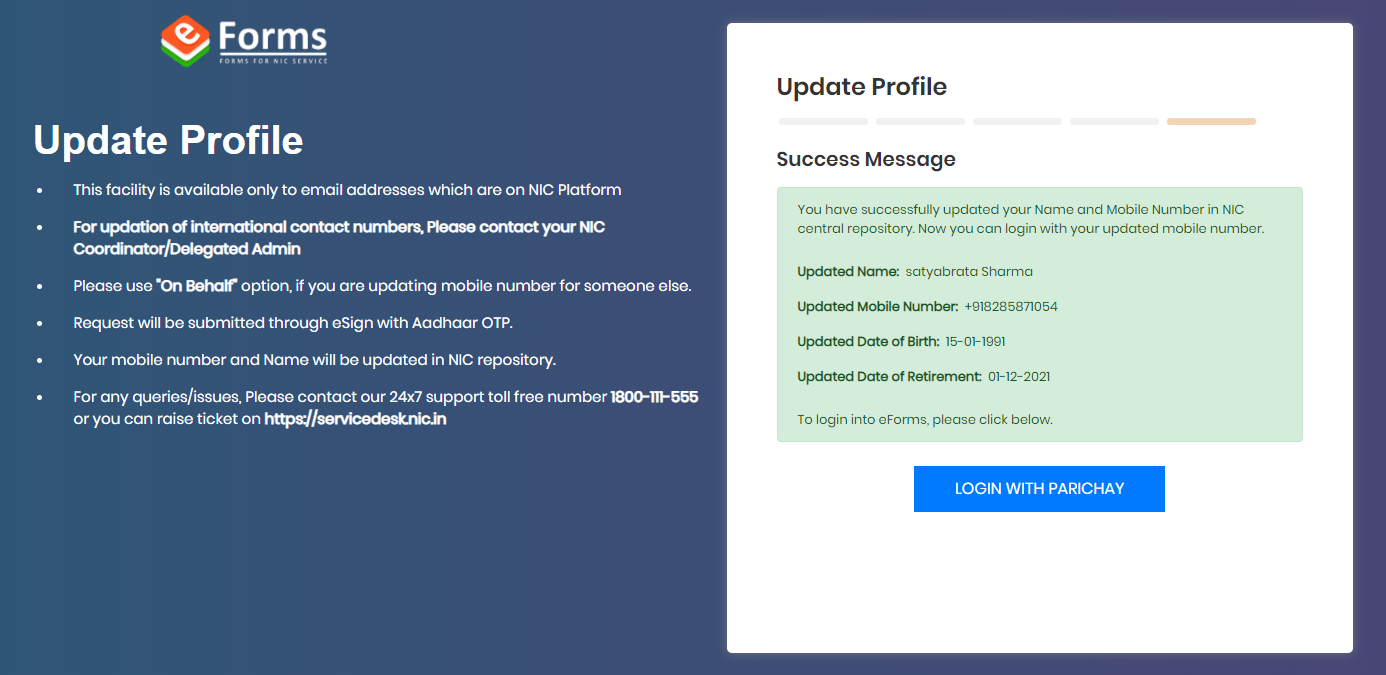 e Forms
FORMS FOR NIC SERVICE
Update Profile
• This facility is available only to email addresses which are on NIC Platform
• For updation of international contact numbers, Please contact your NIC
Coordinator/Delegated Admin
• Please use "On Behalf" option, if you are updating mobile number for someone else.
• Request will be submitted through eSign with Aadhaar OTP.
• Your mobile number and Name will be updated in NIC repository.
• For any queries/issues, Please contact our 24x7 support toll free number 1800-111-555
or you can raise ticket on https://servicedesk.nic.in
Update Profile
Success Message
You have successfully updated your Name and Mobile Number in NIC
central repository. Now you can login with your updated mobile number.
Updated Name: satyabrata Sharma
Updated Mobile Number: +918285871054
Updated Date of Birth: 15-01-1991
Updated Date of Retirement: 01-12-2021
To login into eForms, please click below.
LOGIN WITH PARICHAY